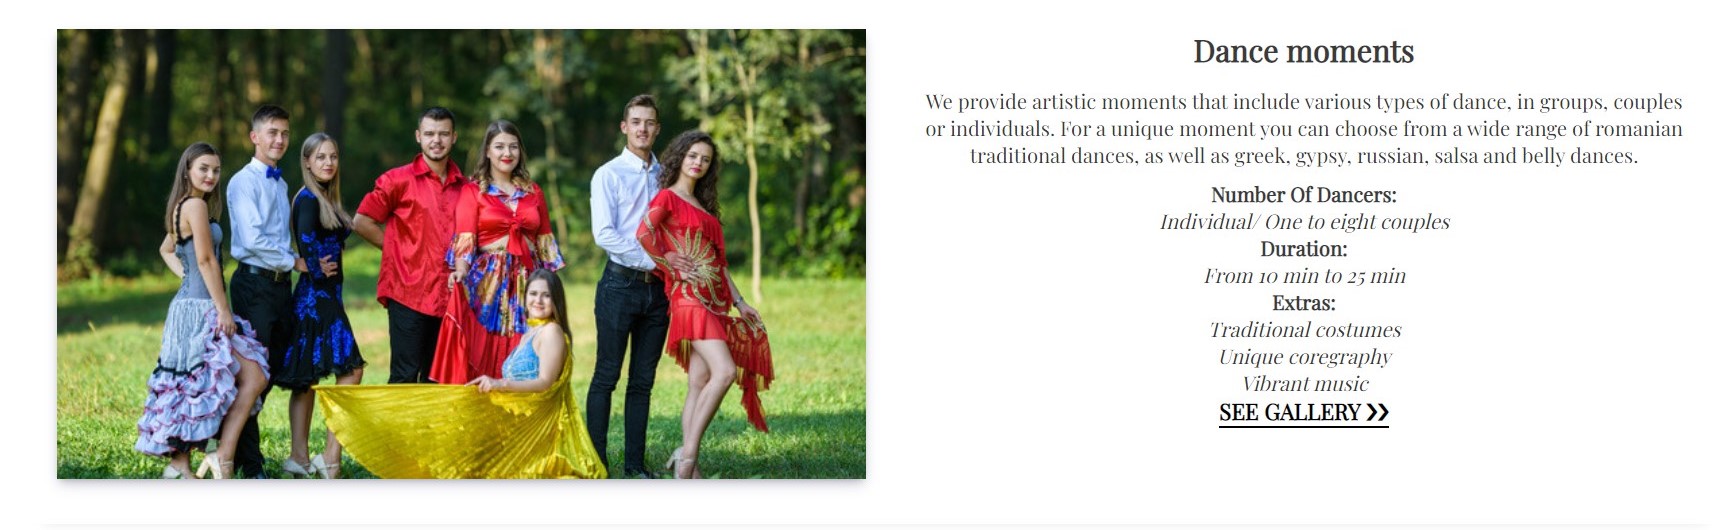 Dance moments
We provide artistic moments that include various types of dance, in groups, couples
or individuals. For a unique moment you can choose from a wide range of romanian
traditional dances, as well as greek, gypsy, russian, salsa and belly dances.
Number Of Dancers:
Individual/ One to eight couples
Duration:
From 10 min to 25 min
Extras:
Traditional costumes
Unique coregraphy
Vibrant music
SEE GALLERY ❯❯